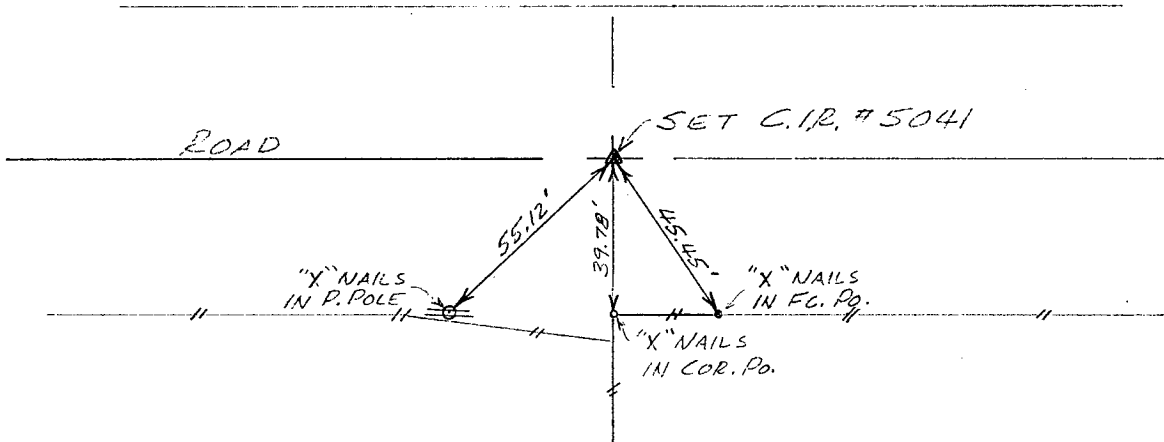 SET C.I.R. #5041
ROAD
55.12'
39.78'
45.45'
"X" NAILS
IN P. POLE
"X" NAILS
IN FC. PO.
"X" NAILS
IN COR. PO.